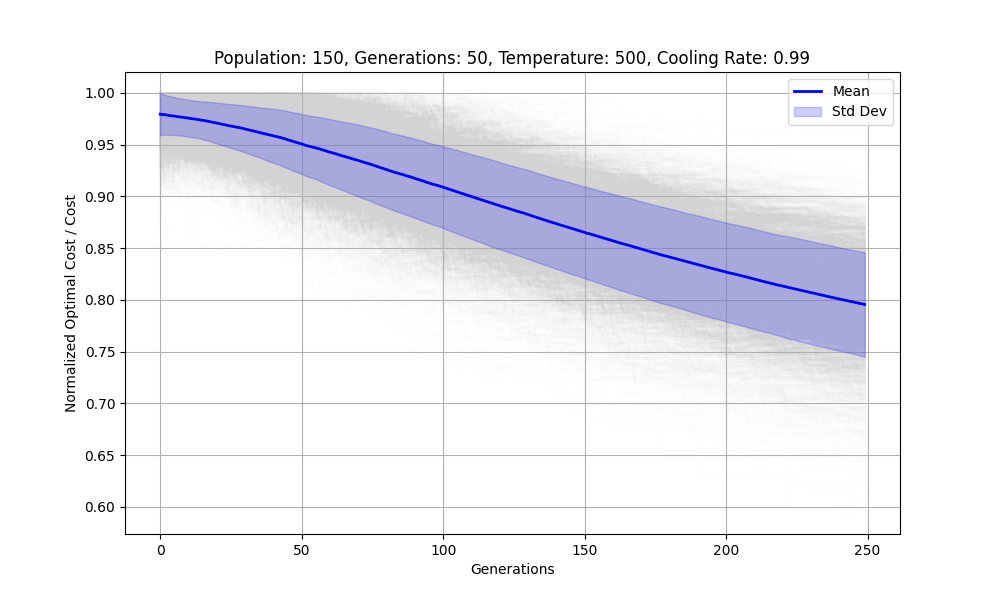 Population: 150, Generations: 50, Temperature: 500, Cooling Rate: 0.99
Mean
Std Dev
Normalized Optimal Cost / Cost
1.00
0.95
0.90
0.85
0.80
0.75
0.70
0.65
0.60
0 50 100 150 200 250
Generations